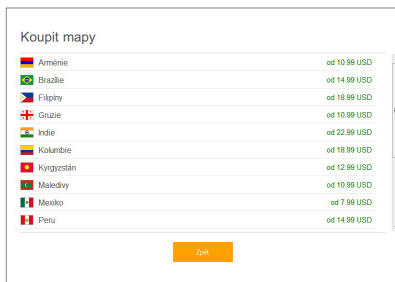 Koupit mapy
Arménie od 10.99 USD
Brazílie od 14.99 USD
Filipíny od 18.99 USD
Gruzie od 10.99 USD
Indie od 22.99 USD
Kolumbie od 18.99 USD
Kyrgyzstán od 12.99 USD
Maledivy od 10.99 USD
Mexiko od 7.99 USD
Peru od 14.99 USD
Zpět